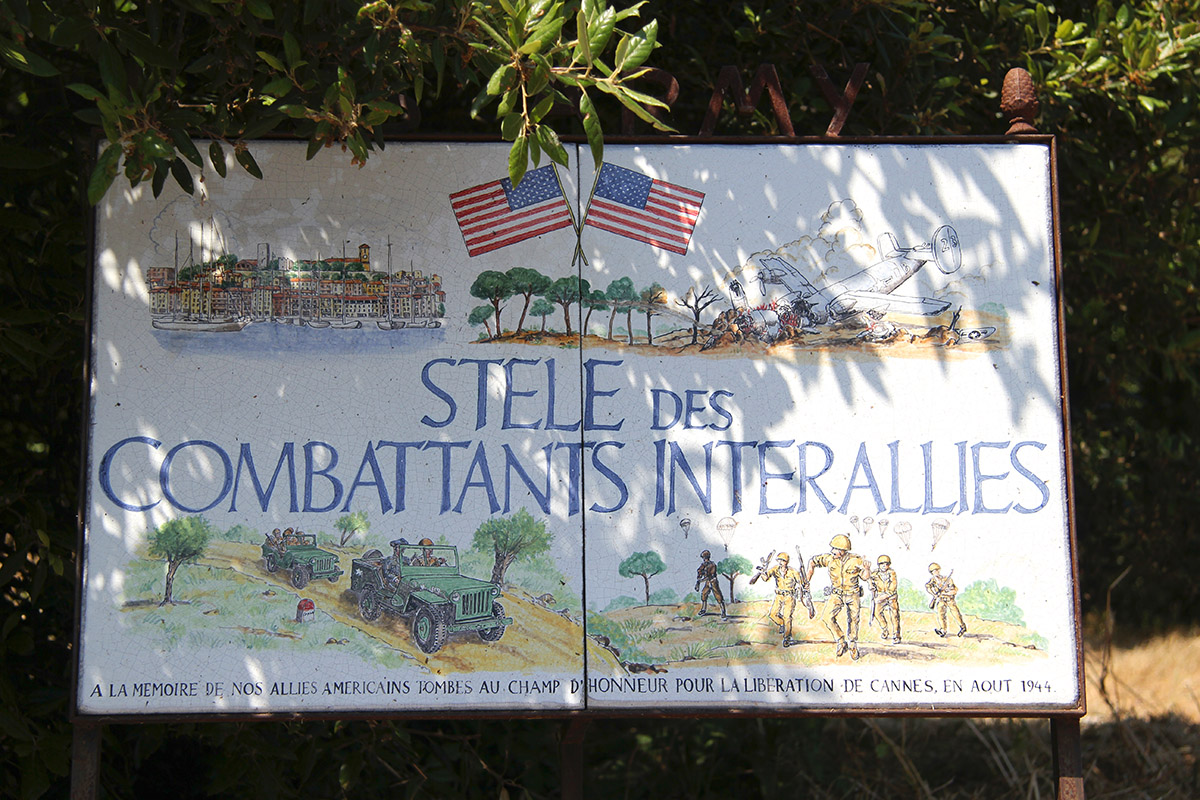 STELE DES
COMBATTANTS INTERALLIES
A LA MEMOIRE DE NOS ALLIES AMERICAINS TOMBES AU CHAMP D'HONNEUR POUR LA LIBERATION DE CANNES, EN AOUT 1944.